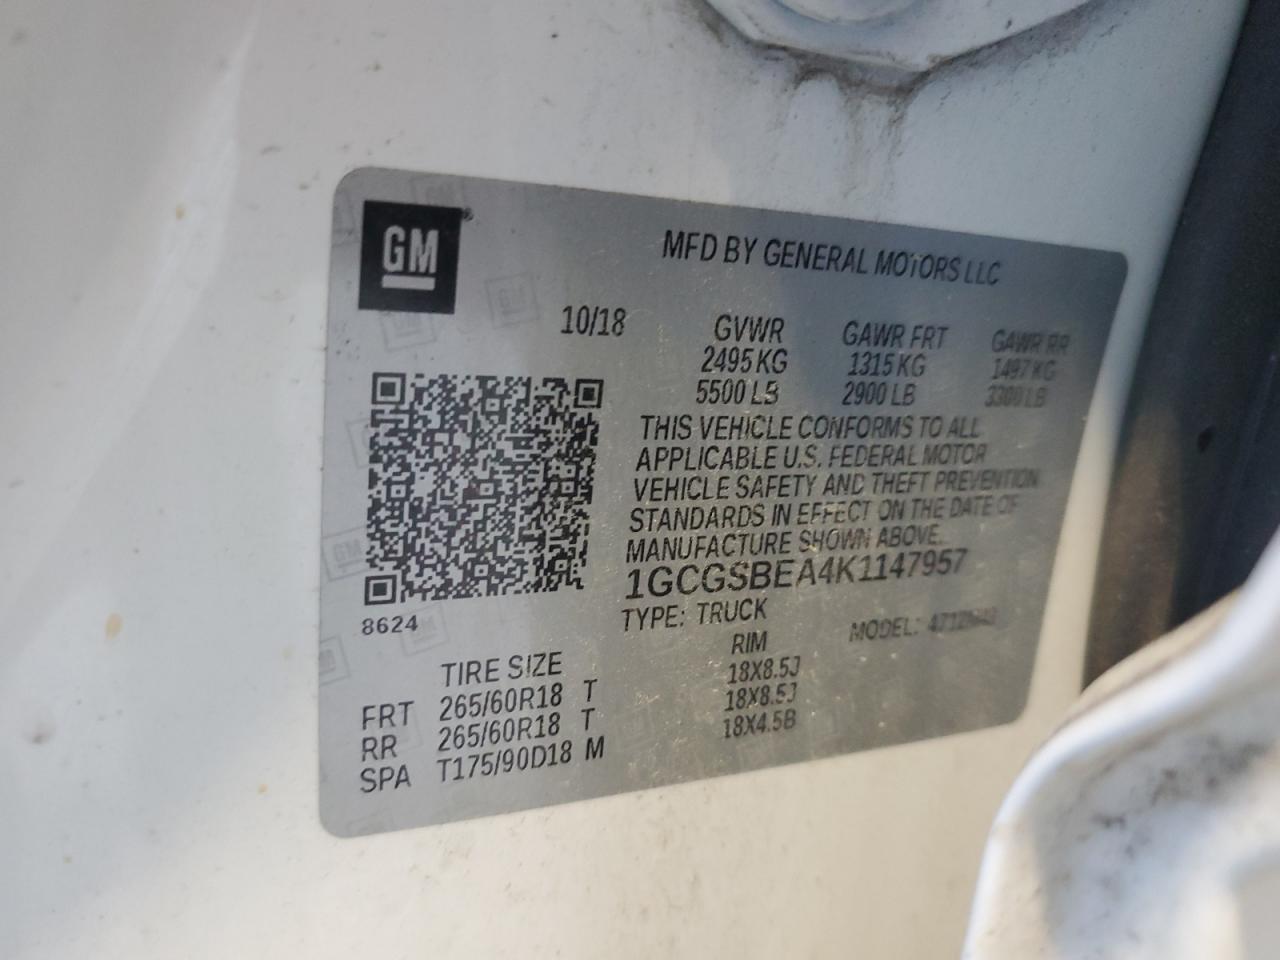 GM
MFD BY GENERAL MOTORS LLC
10/18 GVWR GAWR FRT GAWR RR
2495 KG 1315 KG 1497 KG
5500 LB 2900 LB 3300 LB
THIS VEHICLE CONFORMS TO ALL
APPLICABLE U.S. FEDERAL MOTOR
VEHICLE SAFETY AND THEFT PREVENTION
STANDARDS IN EFFECT ON THE DATE OF
MANUFACTURE SHOWN ABOVE.
1GCGSBEA4K1147957
8624
TYPE: TRUCK
MODEL:
TIRE SIZE RIM
FRT 265/60R18 T 18X8.5J
RR 265/60R18 T 18X8.5J
SPA T175/90D18 M 18X4.5B